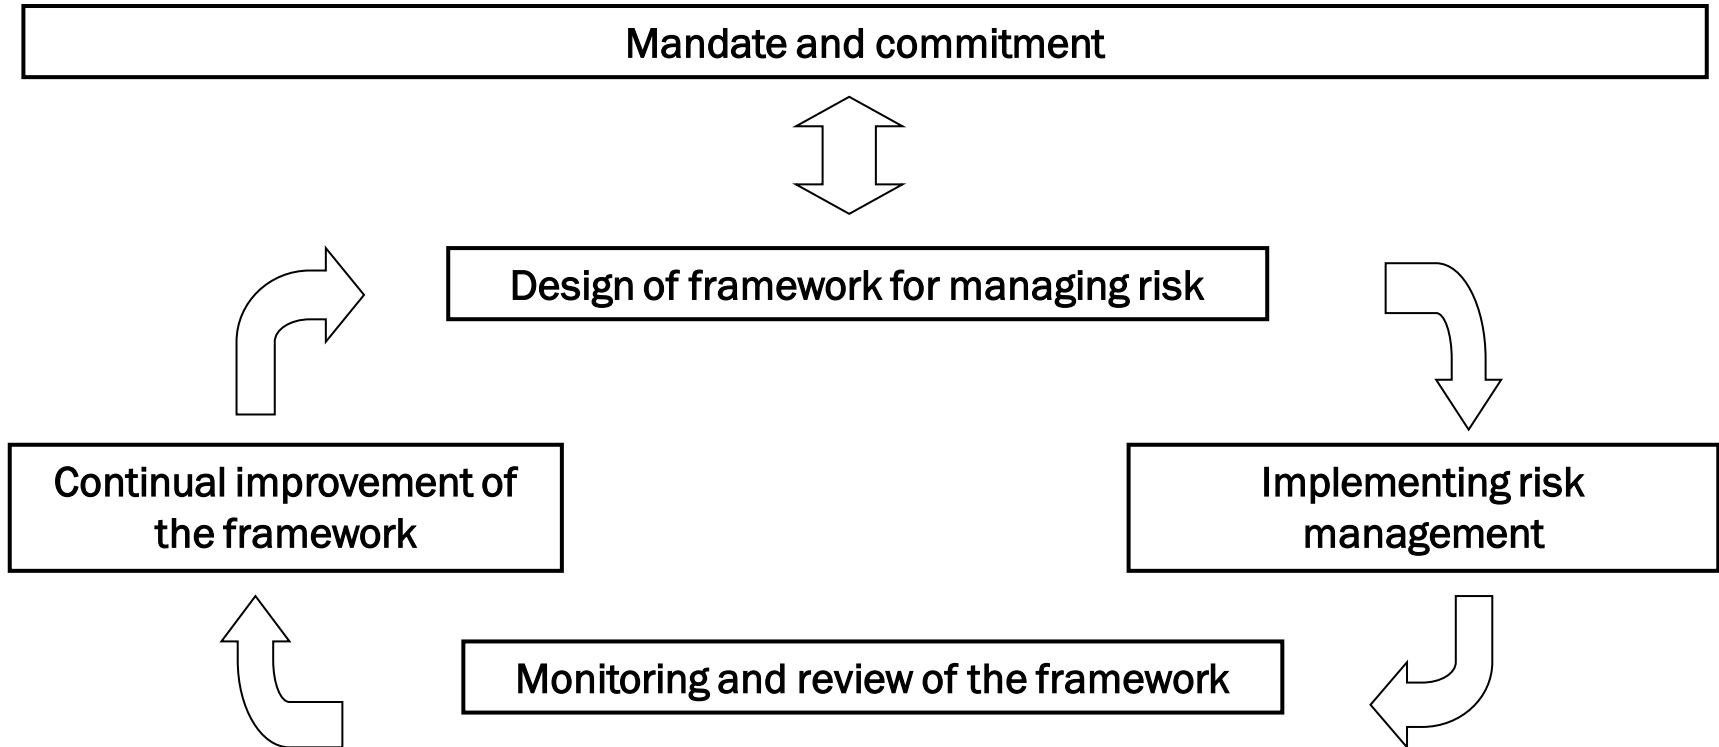 Mandate and commitment
Design of framework for managing risk
Continual improvement of
the framework
Implementing risk
management
Monitoring and review of the framework